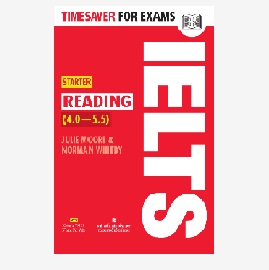 TIMESAVER FOR EXAMS
IELTS
STARTER
READING
(4.0—5.5)
JULIE MOORE &
NORMAN WHITBY